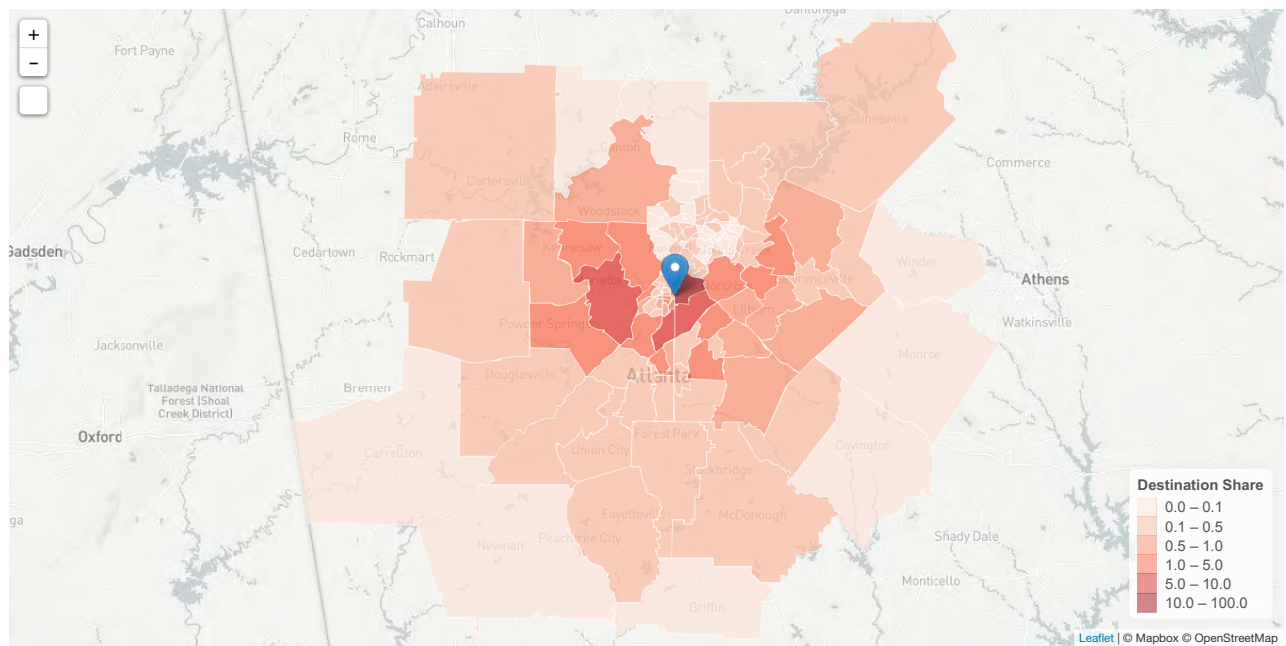 +
-
Calhoun
Dahlonega
Fort Payne
Adairsville
Gainesville
Rome
Canton
Commerce
Cartersville
Woodstock
Gadsden
Cedartown
Rockmart
Kennesaw
Winder
Athens
Lawrenceville
Marietta
Norcross
Lilburn
Powder Springs
Watkinsville
Jacksonville
Monroe
Talladega National
Forest (Shoal
Creek District)
Bremen
Douglasville
Atlanta
Oxford
Carrollton
Forest Park
Union City
Covington
Stockbridge
Fayetteville
McDonough
Peachtree City
Newnan
Shady Dale
Monticello
Griffin
ga
Destination Share
0.0 – 0.1
0.1 – 0.5
0.5 – 1.0
1.0 – 5.0
5.0 – 10.0
10.0 – 100.0
Leaflet | © Mapbox © OpenStreetMap